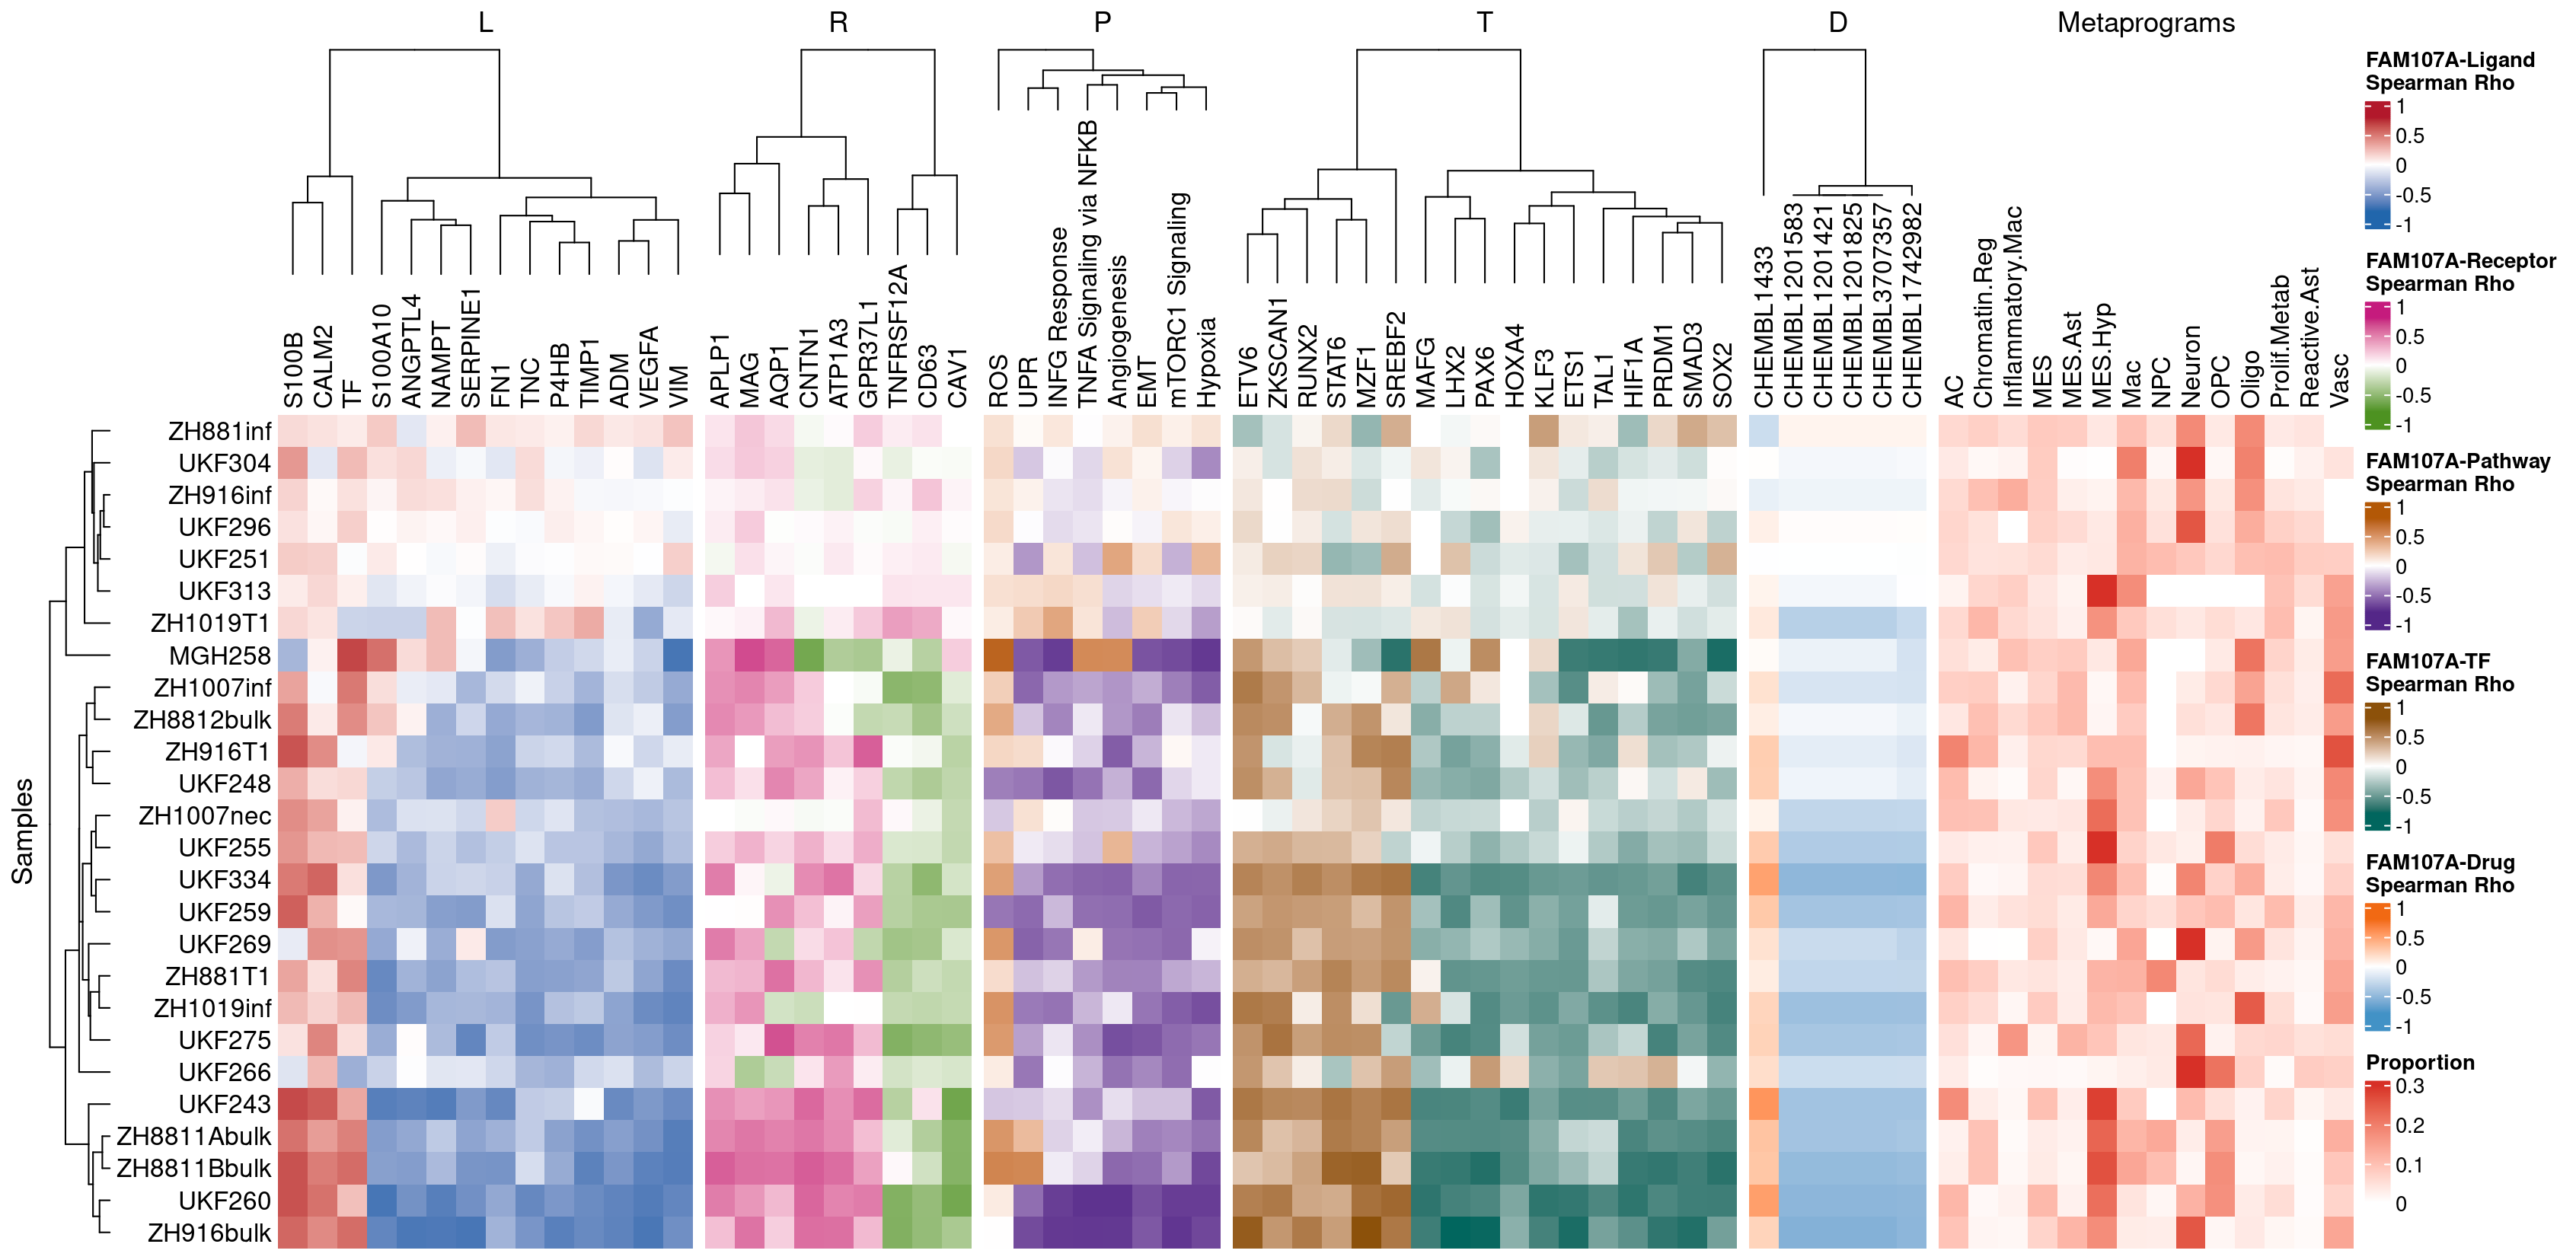 L R P T D Metaprograms
S100B
CALM2
TF
S100A10
ANGPTL4
NAMPT
SERPINE1
FN1
TNC
P4HB
TIMP1
ADM
VEGFA
VIM
APLP1
MAG
AQP1
CNTN1
ATP1A3
GPR37L1
TNFRSF12A
CD63
CAV1
ROS
UPR
INFG Response
TNFA Signaling via NFKB
Angiogenesis
EMT
mTORC1 Signaling
Hypoxia
ETV6
ZKSCAN1
RUNX2
STAT6
MZF1
SREBF2
MAFG
LHX2
PAX6
HOXA4
KLF3
ETS1
TAL1
HIF1A
PRDM1
SMAD3
SOX2
CHEMBL1433
CHEMBL1201583
CHEMBL1201421
CHEMBL1201825
CHEMBL3707357
CHEMBL1742982
AC
Chromatin.Reg
Inflammatory.Mac
MES
MES.Ast
MES.Hyp
Mac
NPC
Neuron
OPC
Oligo
Prolif.Metab
Reactive.Ast
Vasc
Samples
ZH881inf
UKF304
ZH916inf
UKF296
UKF251
UKF313
ZH1019T1
MGH258
ZH1007inf
ZH8812bulk
ZH916T1
UKF248
ZH1007nec
UKF255
UKF334
UKF259
UKF269
ZH881T1
ZH1019inf
UKF275
UKF266
UKF243
ZH8811Abulk
ZH8811Bbulk
UKF260
ZH916bulk
FAM107A-Ligand
Spearman Rho
1
0.5
0
-0.5
-1
FAM107A-Receptor
Spearman Rho
1
0.5
0
-0.5
-1
FAM107A-Pathway
Spearman Rho
1
0.5
0
-0.5
-1
FAM107A-TF
Spearman Rho
1
0.5
0
-0.5
-1
FAM107A-Drug
Spearman Rho
1
0.5
0
-0.5
-1
Proportion
0.3
0.2
0.1
0